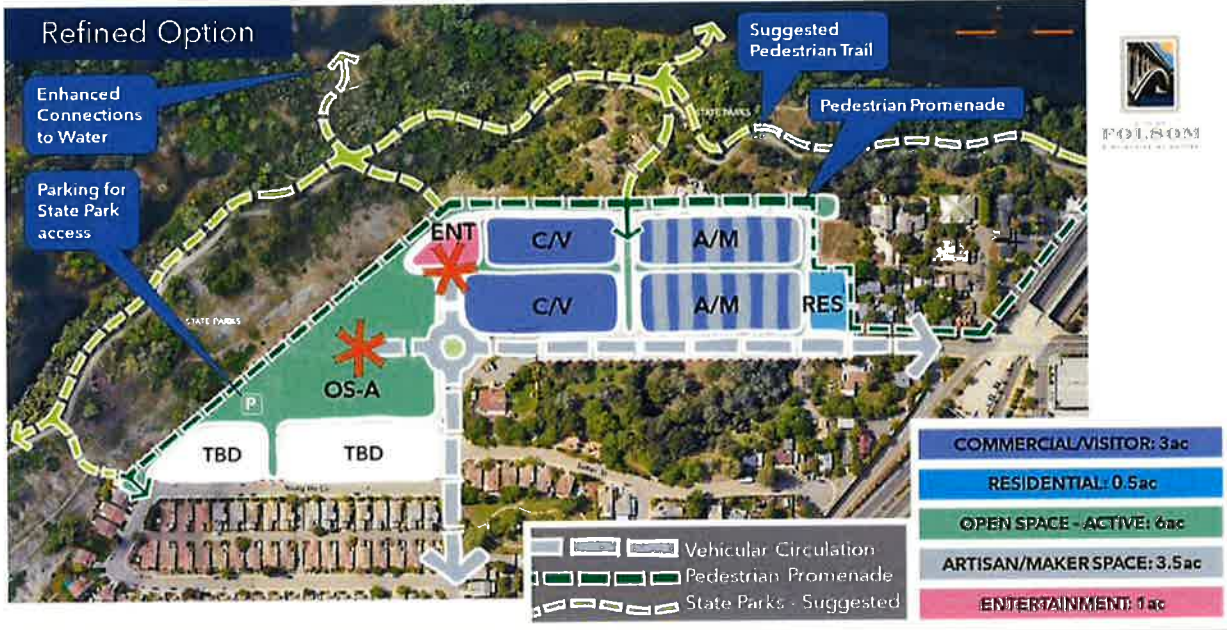 Refined Option
Enhanced
Connections
to Water
Parking for
State Park
access
Suggested
Pedestrian Trail
Pedestrian Promenade
FOLSOM
STATE PARKS
STATE PARKS
ENT
C/V
A/M
C/V
A/M
RES
OS-A
P
TBD
TBD
Vehicular Circulation
Pedestrian Promenade
State Parks - Suggested
COMMERCIAL/VISITOR: 3ac
RESIDENTIAL: 0.5ac
OPEN SPACE - ACTIVE: 6ac
ARTISAN/MAKER SPACE: 3.5ac
ENTERTAINMENT: 1ac